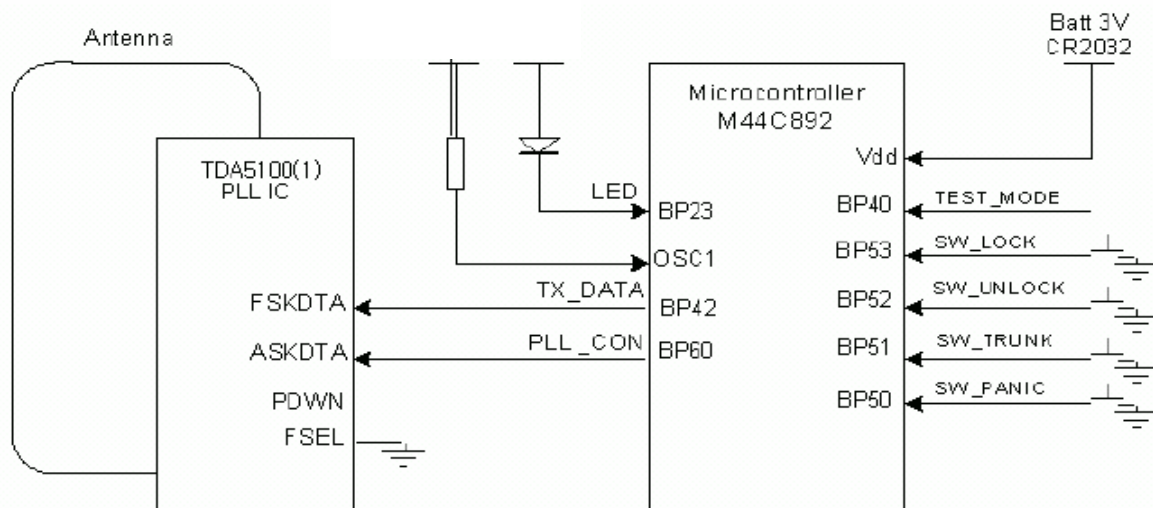 Antenna
Batt 3V
CR2032
Microcontroller
M44C892
TDA5100(1)
PLL IC
Vdd
LED
BP23
BP40
TEST_MODE
OSC1
BP53
SW_LOCK
TX_DATA
FSKDTA
BP42
BP52
SW_UNLOCK
PLL_CON
ASKDTA
BP60
BP51
SW_TRUNK
PDWN
BP50
SW_PANIC
FSEL